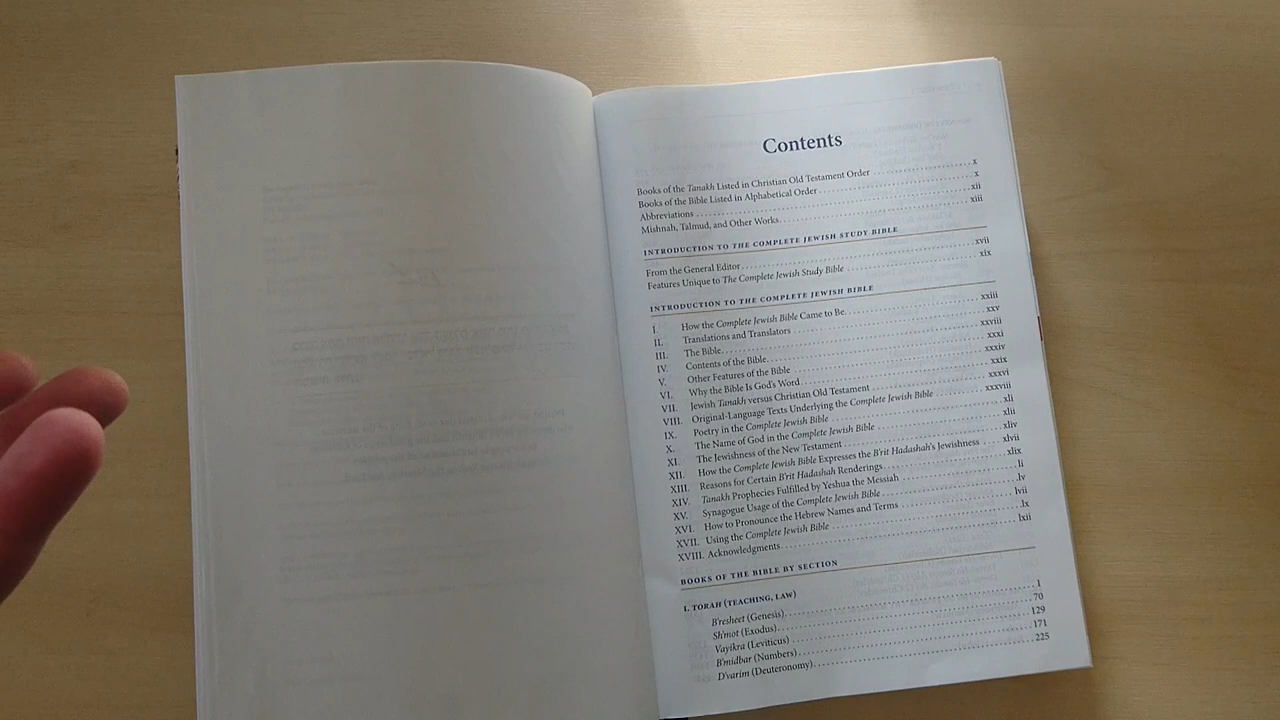 Contents
Books of the Tanakh Listed in Christian Old Testament Order . . . . . . . . . . . . . . . . . . . . . . . x
Books of the Bible Listed in Alphabetical Order . . . . . . . . . . . . . . . . . . . . . . . x
Abbreviations . . . . . . . . . . . . . . . . . . . . . . . xii
Mishnah, Talmud, and Other Works. . . . . . . . . . . . . . . . . . . . . . . xiii
INTRODUCTION TO THE COMPLETE JEWISH STUDY BIBLE
From the General Editor . . . . . . . . . . . . . . . . . . . . . . . xvii
Features Unique to The Complete Jewish Study Bible . . . . . . . . . . . . . . . . . . . . . . . xix
INTRODUCTION TO THE COMPLETE JEWISH BIBLE
I. How the Complete Jewish Bible Came to Be. . . . . . . . . . . . . . . . . . . . . . . xxiii
II. Translations and Translators . . . . . . . . . . . . . . . . . . . . . . . xxv
III. The Bible. . . . . . . . . . . . . . . . . . . . . . . xxviii
IV. Contents of the Bible. . . . . . . . . . . . . . . . . . . . . . . xxxi
V. Other Features of the Bible . . . . . . . . . . . . . . . . . . . . . . . xxxiv
VI. Why the Bible Is God's Word . . . . . . . . . . . . . . . . . . . . . . . xxix
VII. Jewish Tanakh versus Christian Old Testament . . . . . . . . . . . . . . . . . . . . . . . xxxvi
VIII. Original-Language Texts Underlying the Complete Jewish Bible . . . . . . . . . . . . . . . . . . . . . . . xxxviii
IX. Poetry in the Complete Jewish Bible . . . . . . . . . . . . . . . . . . . . . . . xli
X. The Name of God in the Complete Jewish Bible . . . . . . . . . . . . . . . . . . . . . . . xlii
XI. The Jewishness of the New Testament . . . . . . . . . . . . . . . . . . . . . . . xliv
XII. How the Complete Jewish Bible Expresses the B'rit Hadashah's Jewishness . . . . . . . xlvii
XIII. Reasons for Certain B'rit Hadashah Renderings. . . . . . . . . . . . . . . . . . . . . . . xlix
XIV. Tanakh Prophecies Fulfilled by Yeshua the Messiah . . . . . . . . . . . . . . . . . . . . . . . li
XV. Synagogue Usage of the Complete Jewish Bible . . . . . . . . . . . . . . . . . . . . . . . lv
XVI. How to Pronounce the Hebrew Names and Terms . . . . . . . . . . . . . . . . . . . . . . . lvii
XVII. Using the Complete Jewish Bible . . . . . . . . . . . . . . . . . . . . . . . lx
XVIII. Acknowledgments. . . . . . . . . . . . . . . . . . . . . . . lxii
BOOKS OF THE BIBLE BY SECTION
I. TORAH (TEACHING, LAW)
B'resheet (Genesis). . . . . . . . . . . . . . . . . . . . . . . 1
Sh'mot (Exodus). . . . . . . . . . . . . . . . . . . . . . . 70
Vayikra (Leviticus) . . . . . . . . . . . . . . . . . . . . . . . 129
B'midbar (Numbers) . . . . . . . . . . . . . . . . . . . . . . . 171
D'varim (Deuteronomy). . . . . . . . . . . . . . . . . . . . . . . 225